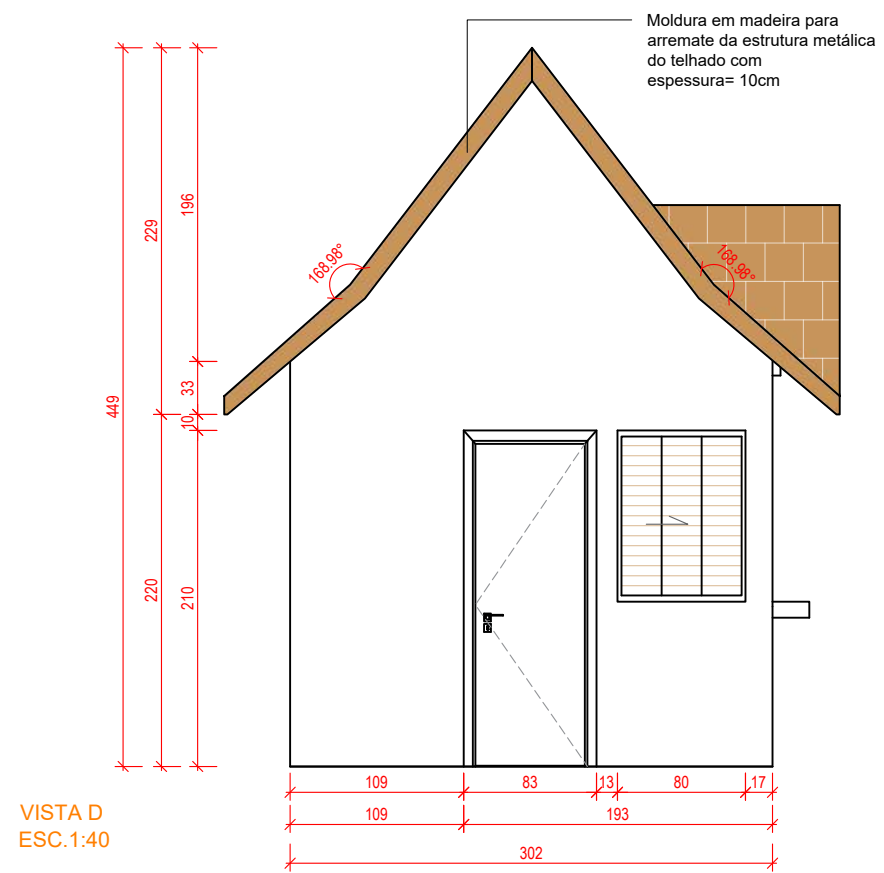 Moldura em madeira para
arremate da estrutura metálica
do telhado com
espessura= 10cm
196
229
168.98°
168.98°
33
449
10
220
210
109
83
13
80
17
109
193
302
VISTA D
ESC.1:40